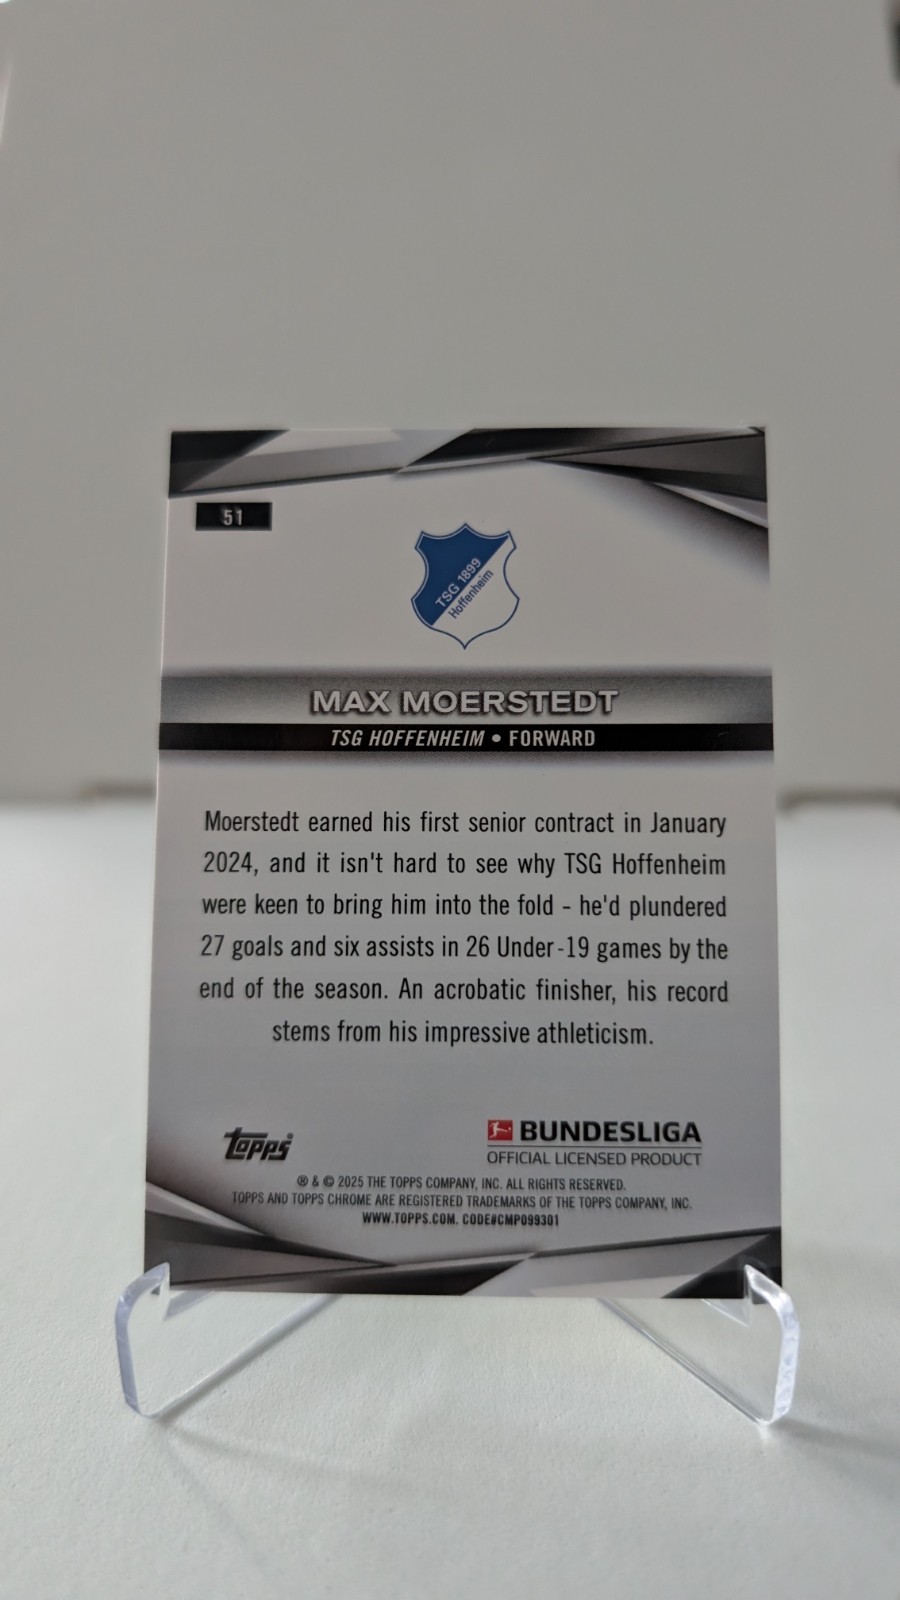 51
TSG 1899
Hoffenheim
MAX MOERSTEDT
TSG HOFFENHEIM • FORWARD
Moerstedt earned his first senior contract in January
2024, and it isn't hard to see why TSG Hoffenheim
were keen to bring him into the fold - he'd plundered
27 goals and six assists in 26 Under-19 games by the
end of the season. An acrobatic finisher, his record
stems from his impressive athleticism.
topps®
BUNDESLIGA
OFFICIAL LICENSED PRODUCT
® & © 2025 THE TOPPS COMPANY, INC. ALL RIGHTS RESERVED.
TOPPS AND TOPPS CHROME ARE REGISTERED TRADEMARKS OF THE TOPPS COMPANY, INC.
WWW.TOPPS.COM. CODE#CMP099301